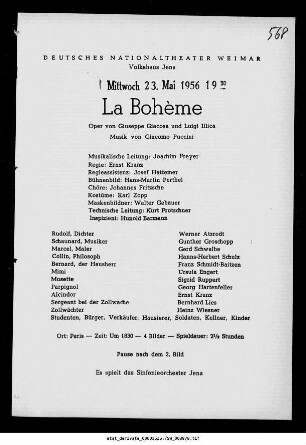 568
DEUTSCHES NATIONALTHEATER WEIMAR
Volkshaus Jena
Mittwoch 23. Mai 1956 19 30
La Bohème
Oper von Giuseppe Giacosa und Luigi Illica
Musik von Giacomo Puccini
Musikalische Leitung: Joachim Freyer
Regie: Ernst Kranz
Regieassistenz: Josef Hattemer
Bühnenbild: Hans-Martin Perthel
Chöre: Johannes Fritzsche
Kostüme: Karl Zopp
Maskenbildner: Walter Gebauer
Technische Leitung: Kurt Protschner
Inspizient: Hunold
Rudolf, Dichter Werner Atzrodt
Schaunard, Musiker Gunther Groschopp
Marcel, Maler Gerd Schwalbe
Collin, Philosoph Hanns-Herbert Schulz
Bernard, der Hausherr Franz Schmidt-Baitzen
Mimi Ursula Engert
Musette Sigrid Ruppert
Parpignol Georg Hartenfeller
Alcindor Ernst Kranz
Sergeant bei der Zollwache Bernhard Lies
Zollwächter Heinz Wiesner
Studenten, Bürger, Verkäufer, Hausierer, Soldaten, Kellner, Kinder
Ort: Paris — Zeit: Um 1830 — 4 Bilder — Spieldauer: 2½ Stunden
Pause nach dem 2. Bild
Es spielt das Sinfonieorchester Jena